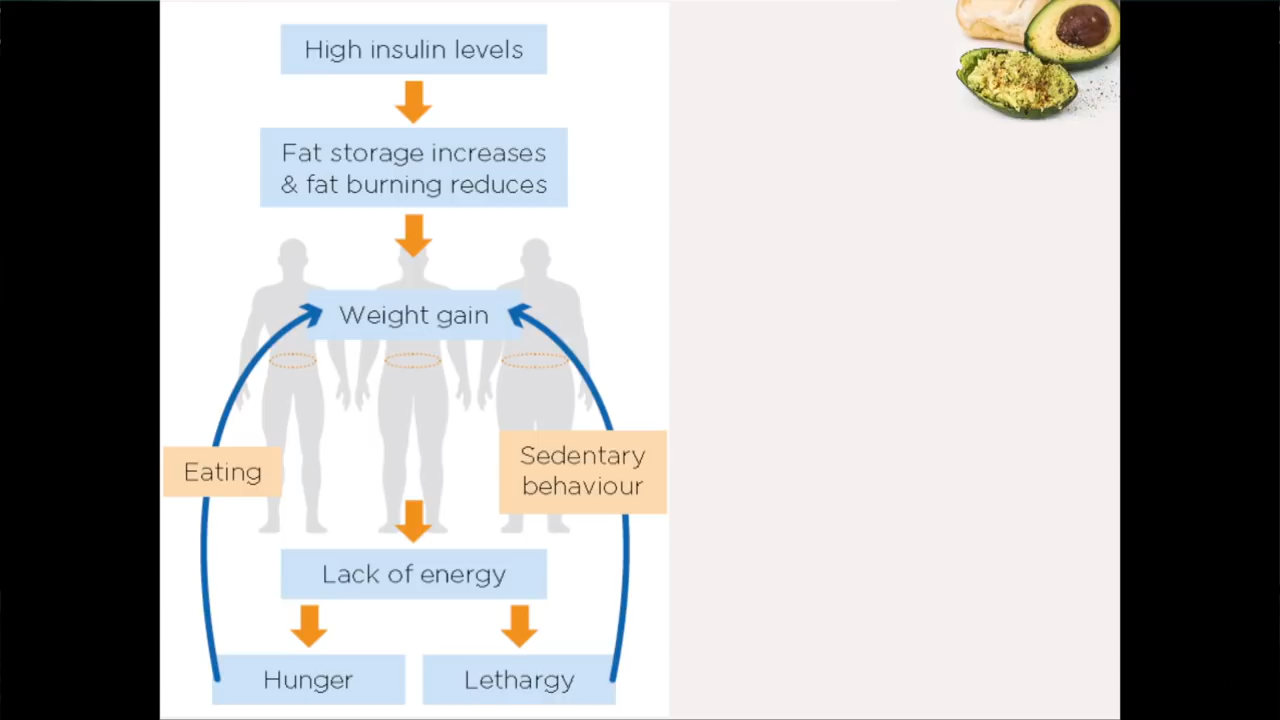 High insulin levels
Fat storage increases
& fat burning reduces
Weight gain
Eating
Sedentary
behaviour
Lack of energy
Hunger
Lethargy